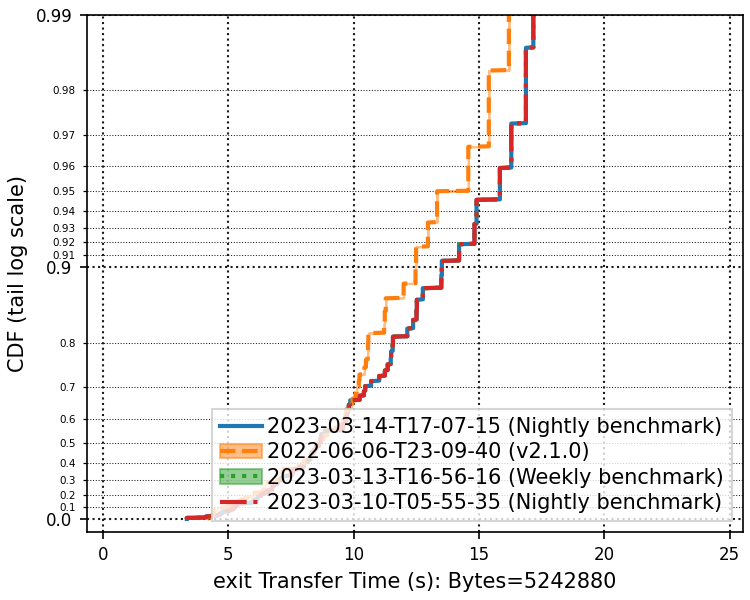 CDF (tail log scale)
0.99
0.98
0.97
0.96
0.95
0.94
0.93
0.92
0.91
0.9
0.8
0.7
0.6
0.5
0.4
0.3
0.2
0.1
0.0
2023-03-14-T17-07-15 (Nightly benchmark)
2022-06-06-T23-09-40 (v2.1.0)
2023-03-13-T16-56-16 (Weekly benchmark)
2023-03-10-T05-55-35 (Nightly benchmark)
0 5 10 15 20 25
exit Transfer Time (s): Bytes=5242880